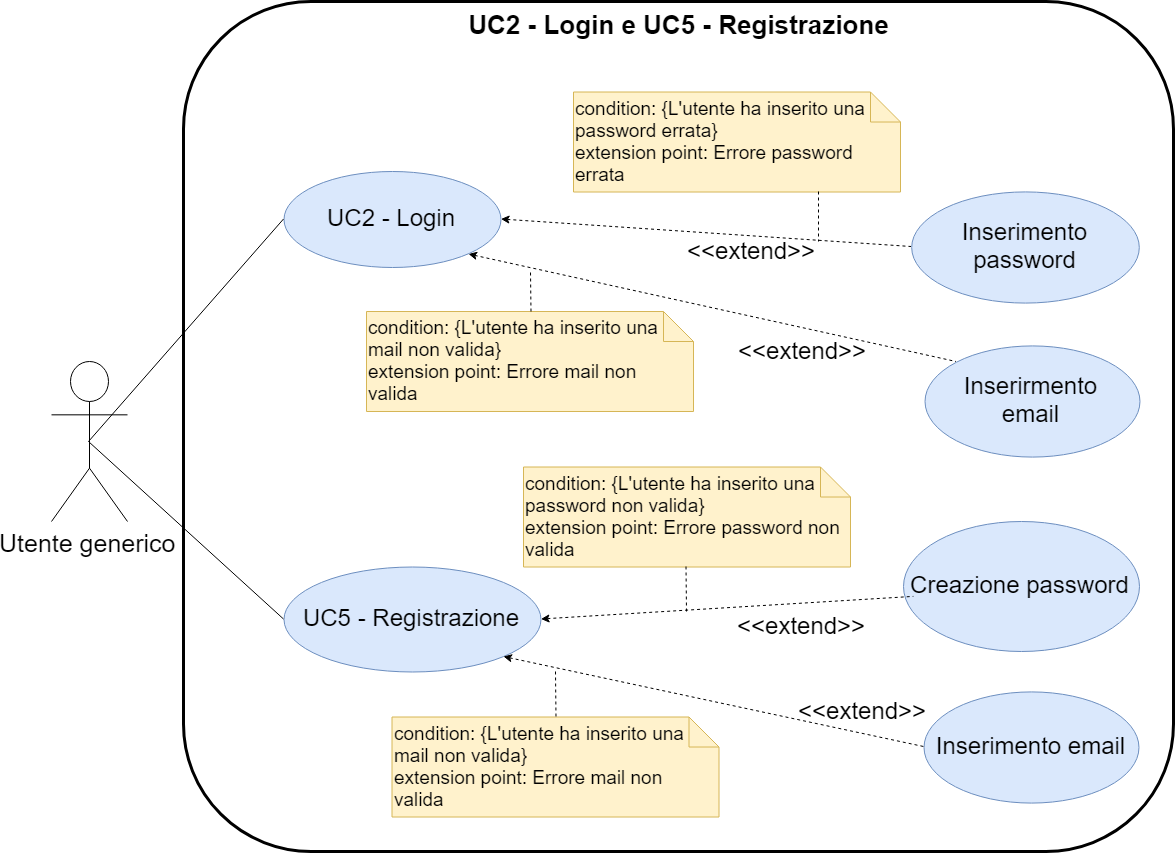 UC2 - Login e UC5 - Registrazione
condition: {L'utente ha inserito una
password errata}
extension point: Errore password
errata
UC2 - Login
<<extend>>
Inserimento
password
condition: {L'utente ha inserito una
mail non valida}
extension point: Errore mail non
valida
<<extend>>
Inserirmento
email
Utente generico
condition: {L'utente ha inserito una
password non valida}
extension point: Errore password non
valida
UC5 - Registrazione
<<extend>>
Creazione password
condition: {L'utente ha inserito una
mail non valida}
extension point: Errore mail non
valida
<<extend>>
Inserimento email